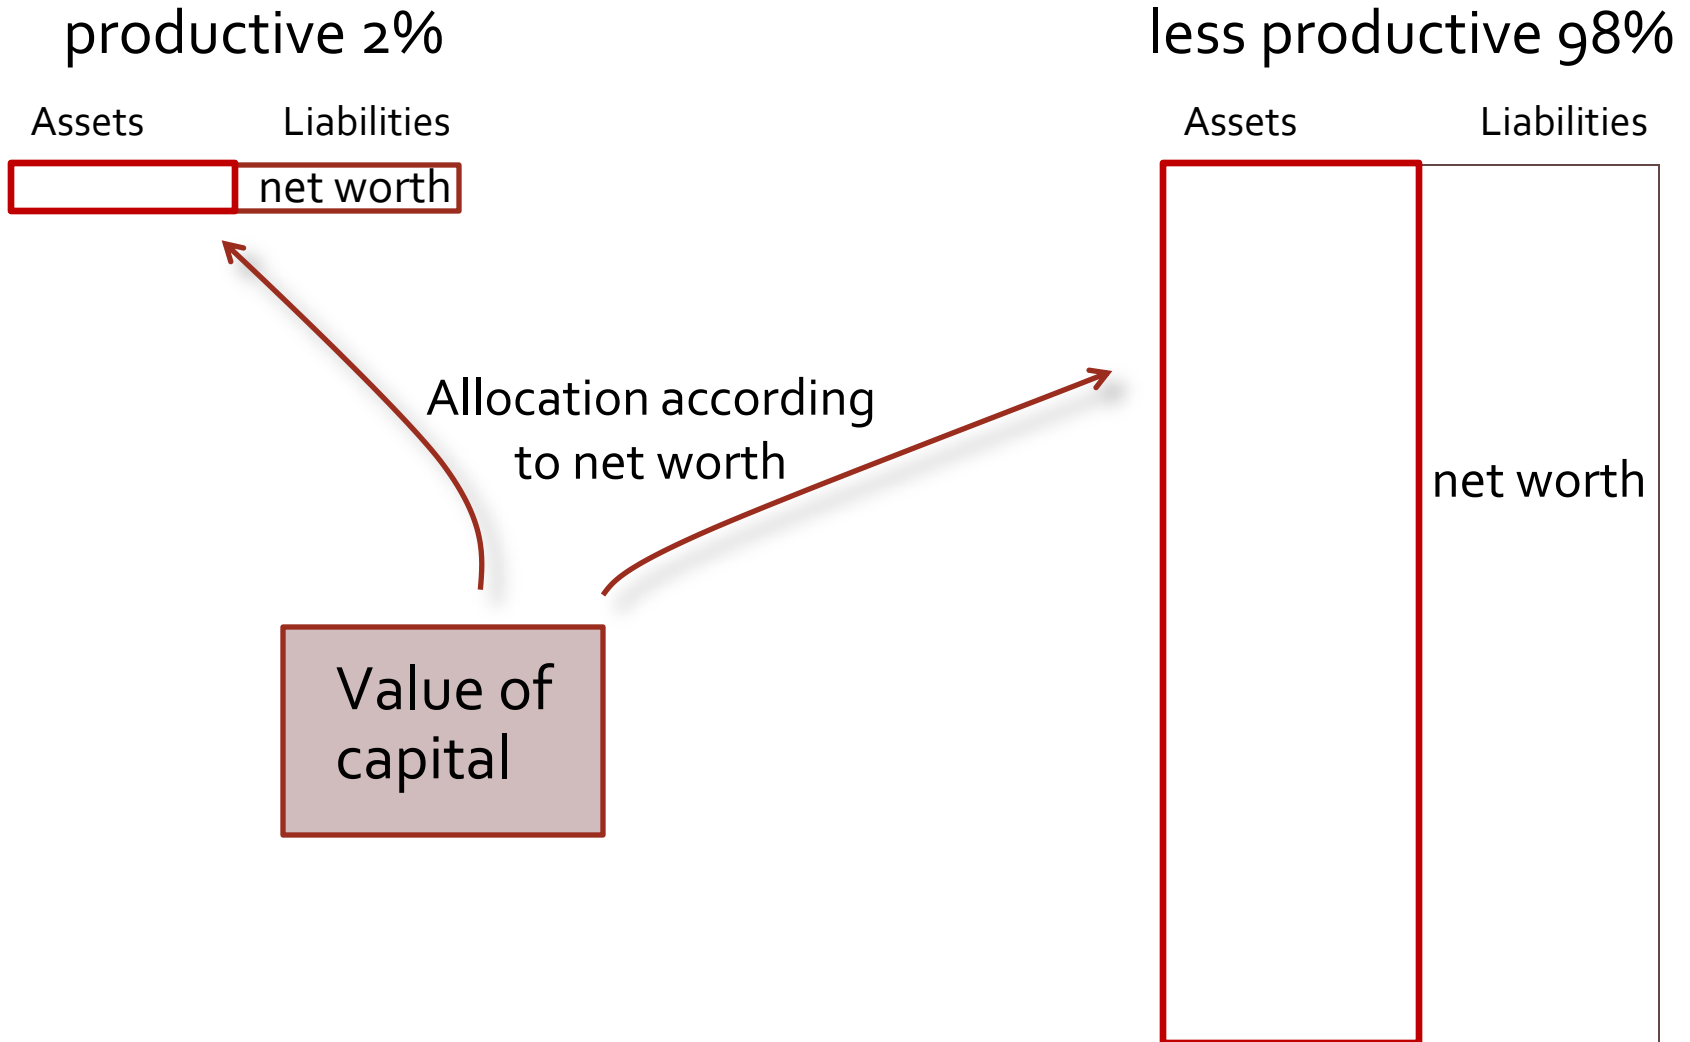 productive 2%
less productive 98%
Assets
Liabilities
Assets
Liabilities
net worth
Allocation according
to net worth
net worth
Value of
capital